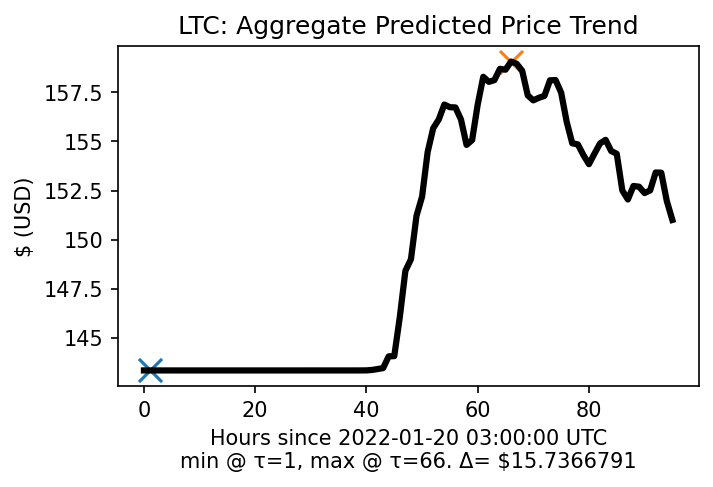 LTC: Aggregate Predicted Price Trend
$ (USD)
157.5
155
152.5
150
147.5
145
0 20 40 60 80
Hours since 2022-01-20 03:00:00 UTC
min @ τ=1, max @ τ=66. Δ= $15.7366791